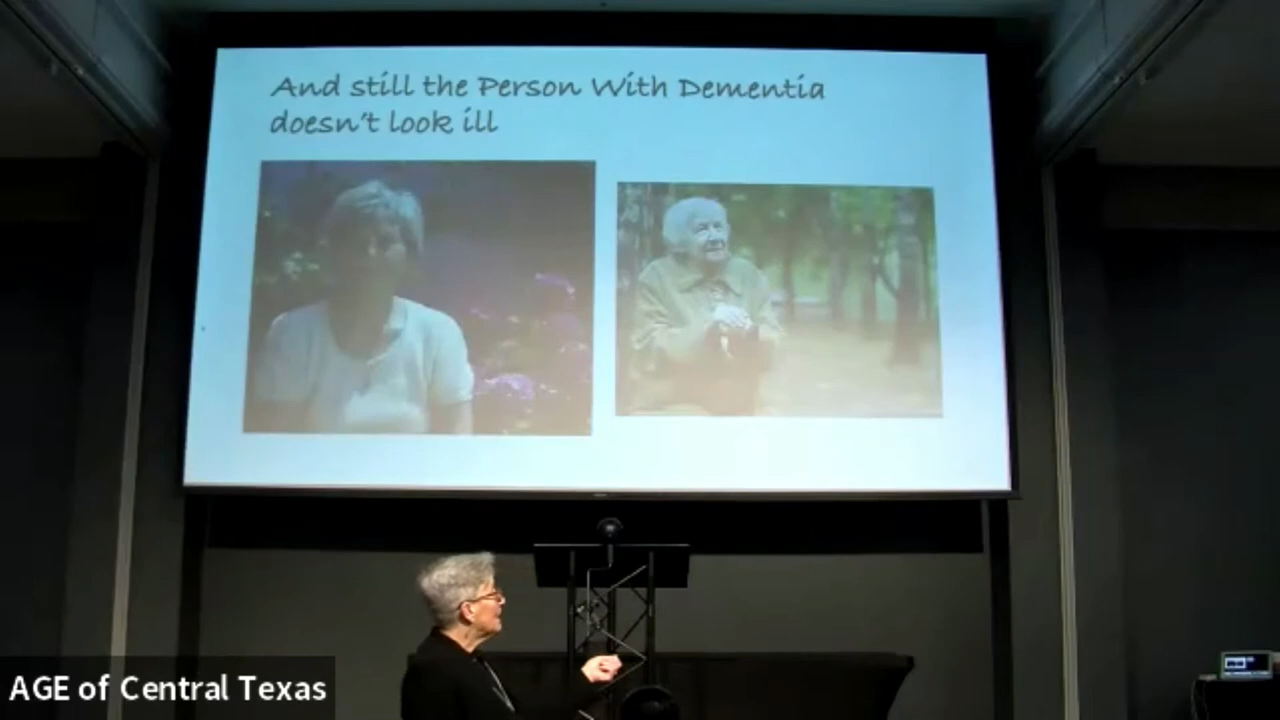 And still the Person With Dementia
doesn't look ill
AGE of Central Texas